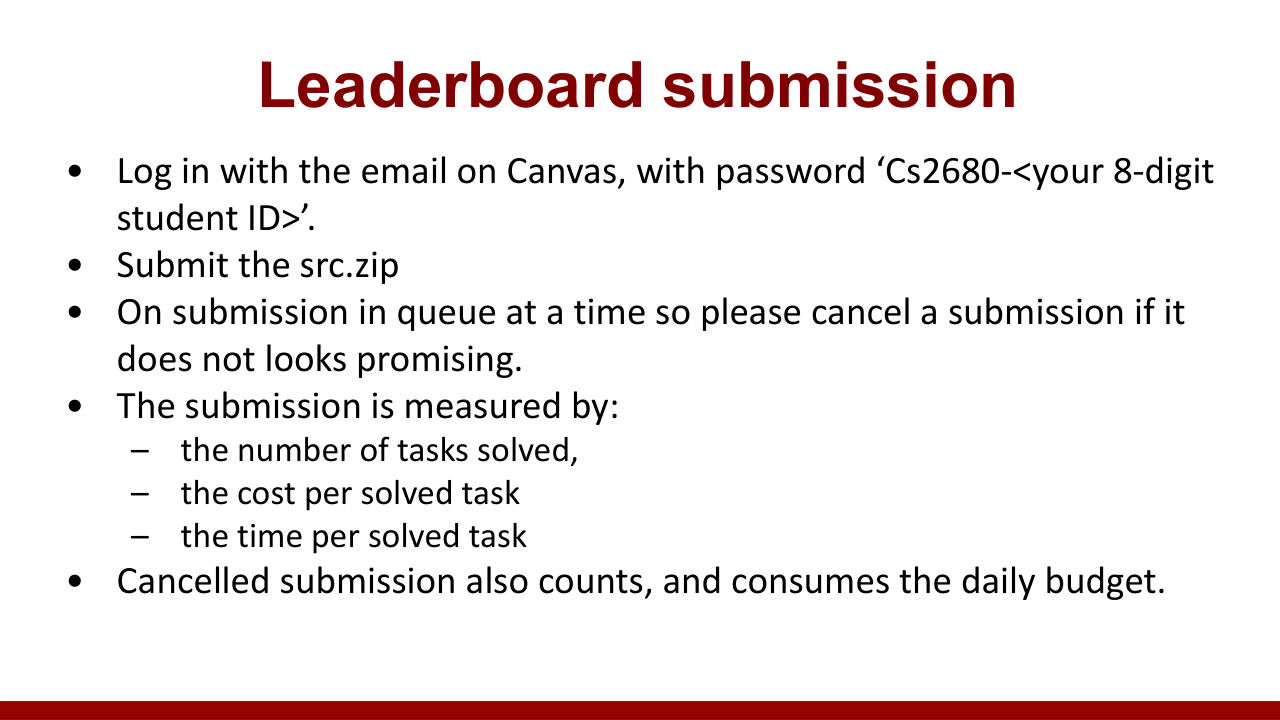 Leaderboard submission
• Log in with the email on Canvas, with password ‘Cs2680-<your 8-digit
student ID>’.
• Submit the src.zip
• On submission in queue at a time so please cancel a submission if it
does not looks promising.
• The submission is measured by:
– the number of tasks solved,
– the cost per solved task
– the time per solved task
• Cancelled submission also counts, and consumes the daily budget.